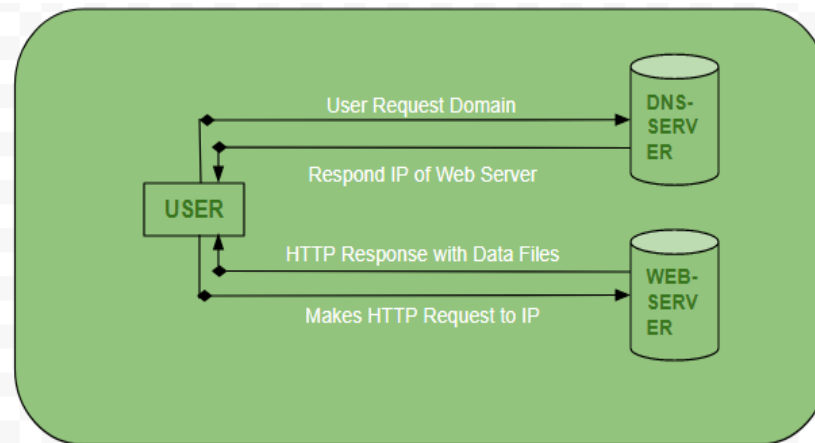 User Request Domain
DNS-
SERV
ER
Respond IP of Web Server
USER
HTTP Response with Data Files
WEB-
SERV
ER
Makes HTTP Request to IP